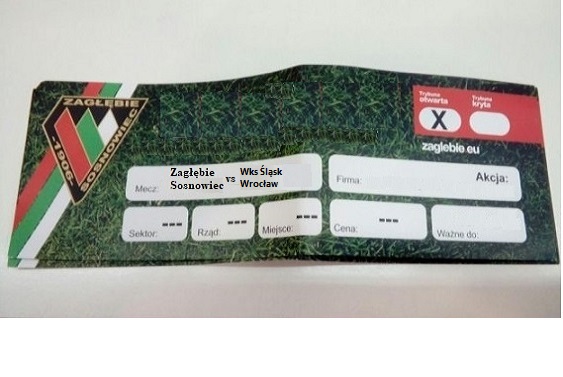 ZAGŁĘBIE
SOSNOWIEC
·1906·
Trybuna
otwarta
X
Trybuna
kryta
zaglebie eu
Mecz:
Zagłębie
Sosnowiec
vs
Wks Śląsk
Wrocław
Firma:
Akcja:
Sektor: ---
Rząd: ---
Miejsce: ---
Cena: ---
Ważne do: